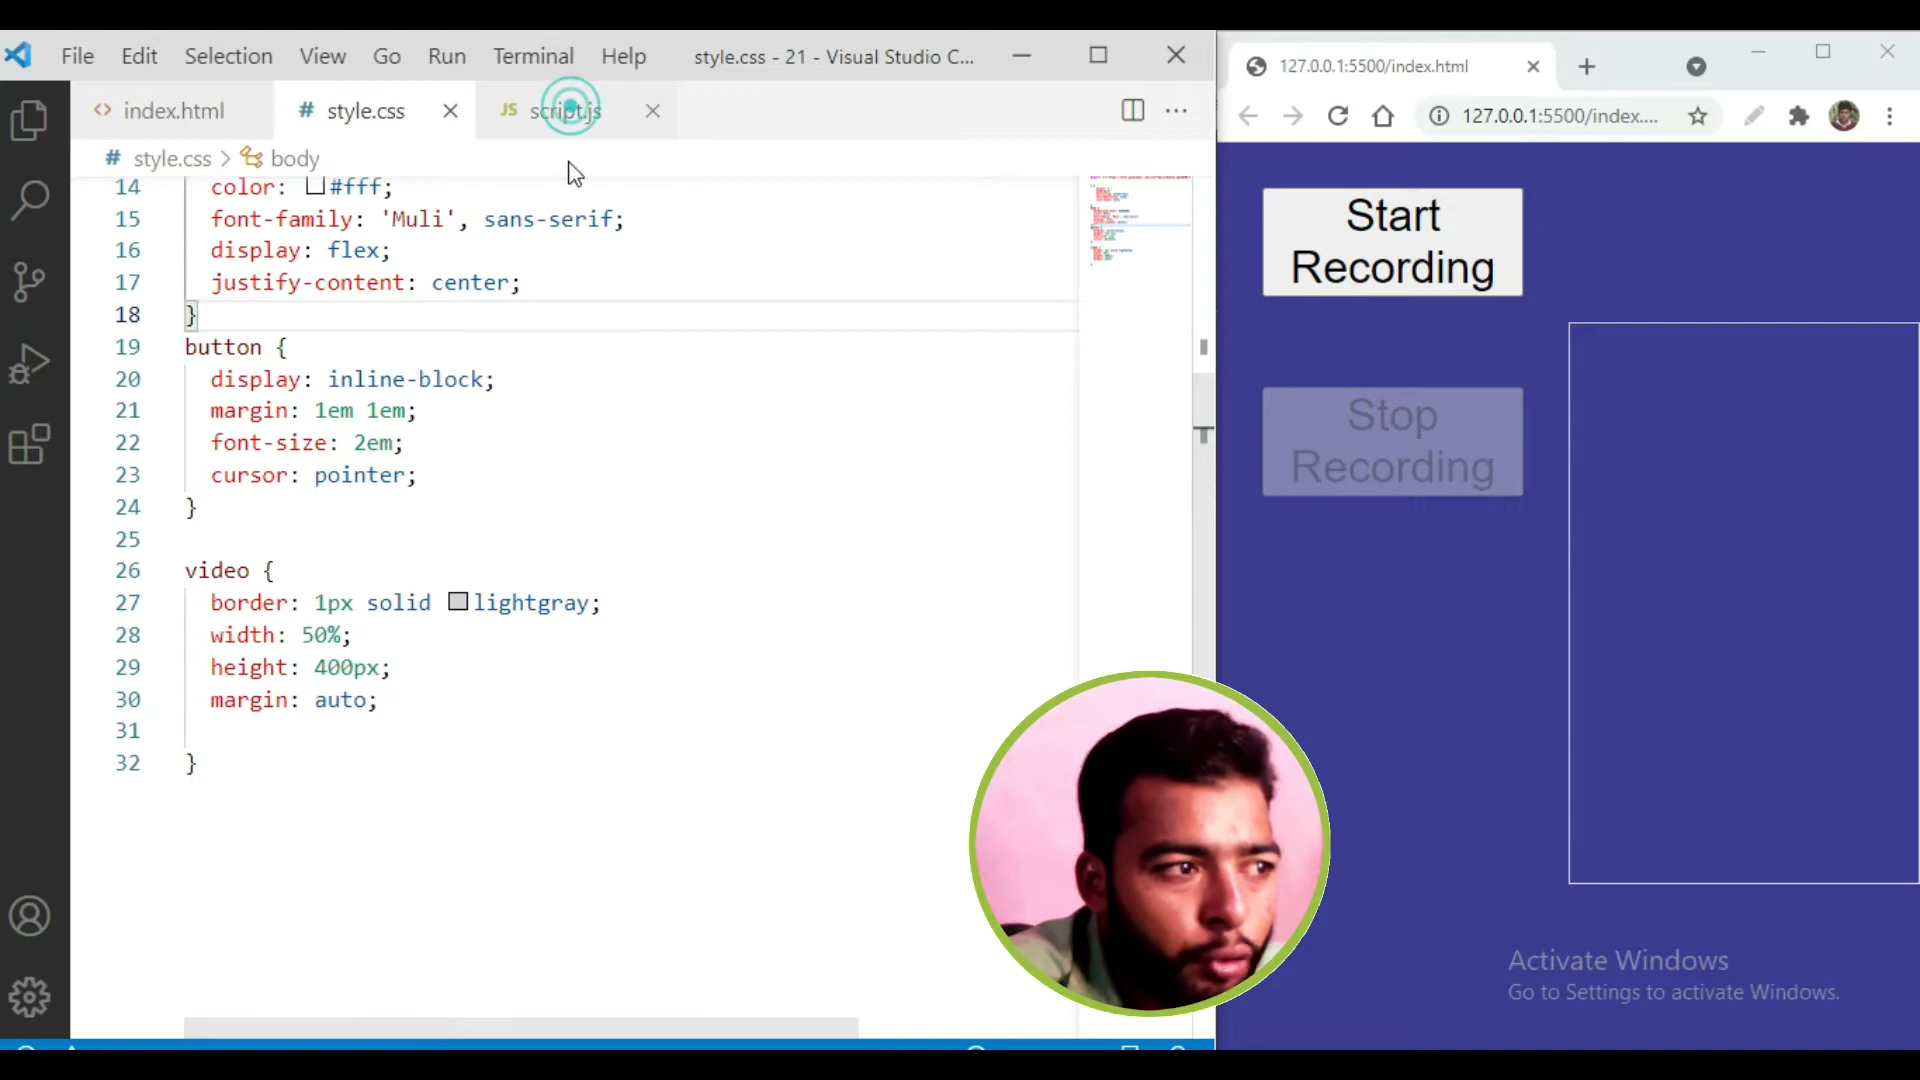 File Edit Selection View Go Run Terminal Help style.css - 21 - Visual Studio C...
index.html # style.css JS script.js
# style.css > body
14 color: #fff;
15 font-family: 'Muli', sans-serif;
16 display: flex;
17 justify-content: center;
18 }
19 button {
20 display: inline-block;
21 margin: 1em 1em;
22 font-size: 2em;
23 cursor: pointer;
24 }
25
26 video {
27 border: 1px solid lightgray;
28 width: 50%;
29 height: 400px;
30 margin: auto;
31
32 }
127.0.0.1:5500/index.html
127.0.0.1:5500/index....
Start
Recording
Stop
Recording
Activate Windows
Go to Settings to activate Windows.